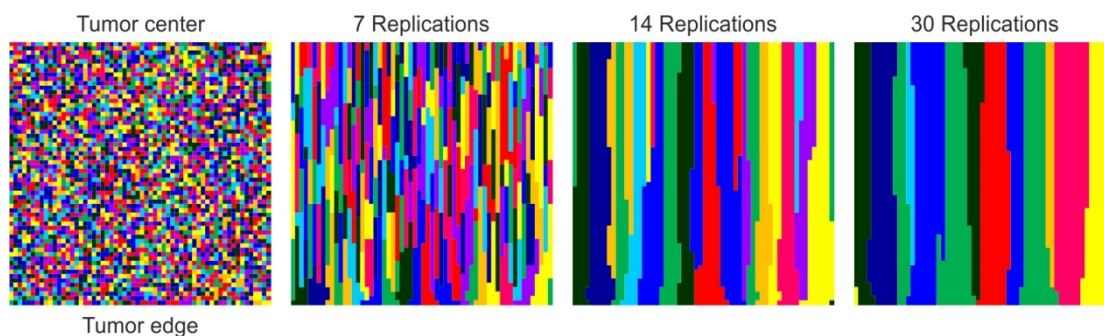 Tumor center
7 Replications
14 Replications
30 Replications
Tumor edge